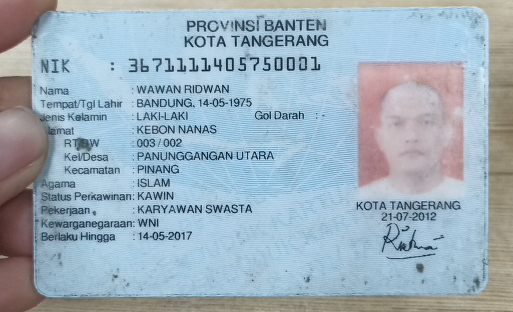 PROVINSI BANTEN
KOTA TANGERANG
NIK : 3671111405750001
Nama : WAWAN RIDWAN
Tempat/Tgl Lahir : BANDUNG, 14-05-1975
Jenis Kelamin : LAKI-LAKI Gol Darah : -
Alamat : KEBON NANAS
RT/RW : 003 / 002
Kel/Desa : PANUNGGANGAN UTARA
Kecamatan : PINANG
Agama : ISLAM
Status Perkawinan: KAWIN
Pekerjaan : KARYAWAN SWASTA
Kewarganegaraan: WNI
Berlaku Hingga : 14-05-2017
KOTA TANGERANG
21-07-2012